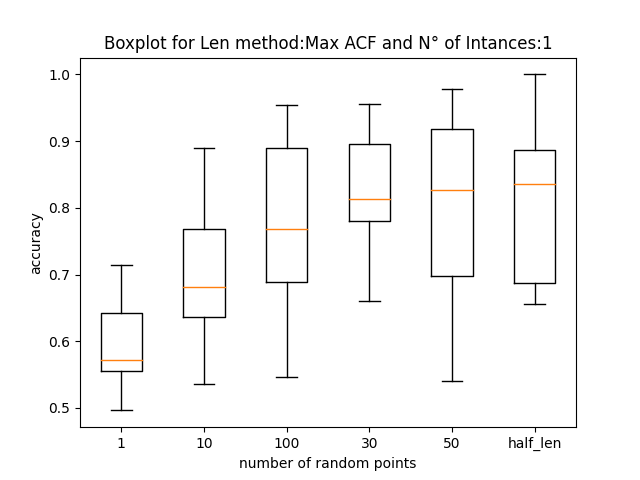 Boxplot for Len method:Max ACF and N° of Intances:1
1.0
0.9
0.8
0.7
0.6
0.5
accuracy
1 10 100 30 50 half_len
number of random points